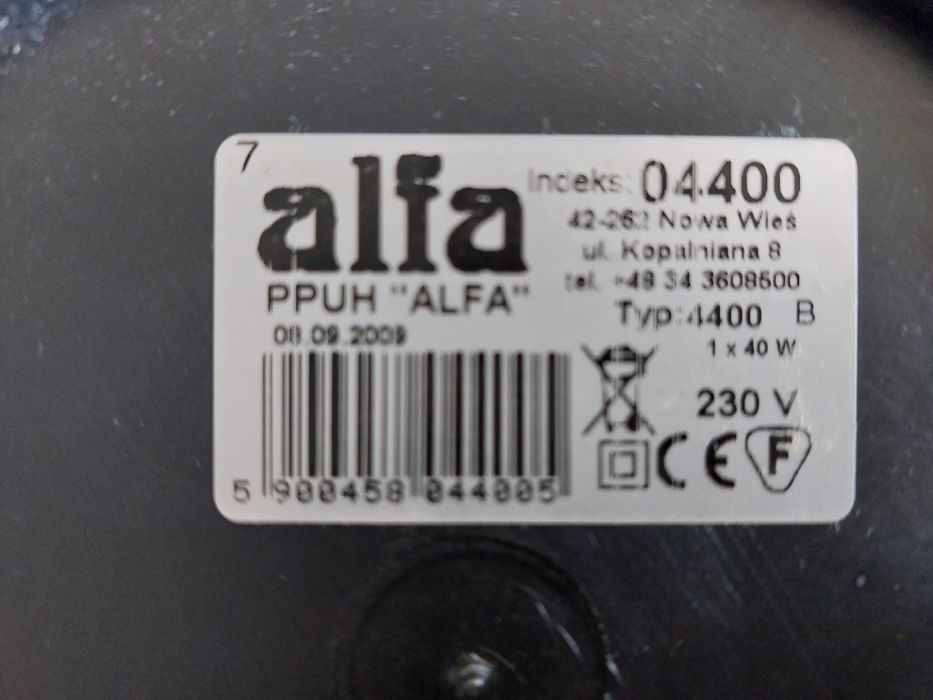 7
alfa
PPUH "ALFA"
08.09.2009
Indeks: 04400
42-262 Nowa Wieś
ul. Kopalniana 8
tel. +48 34 3608500
Typ: 4400 B
1 x 40 W
230 V
CE F
5 900458 044005